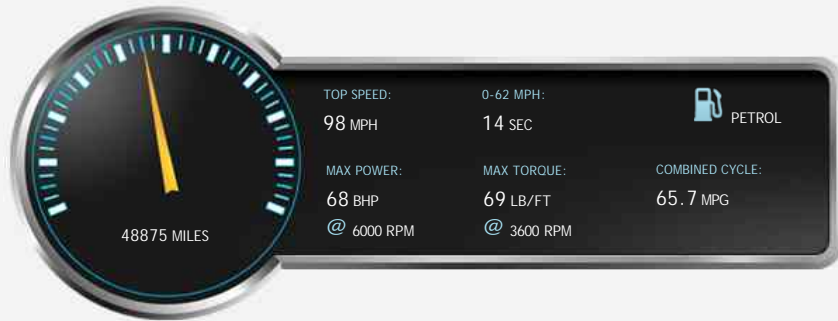 48875 MILES
TOP SPEED:
98 MPH
0-62 MPH:
14 SEC
PETROL
MAX POWER:
68 BHP
@ 6000 RPM
MAX TORQUE:
69 LB/FT
@ 3600 RPM
COMBINED CYCLE:
65.7 MPG